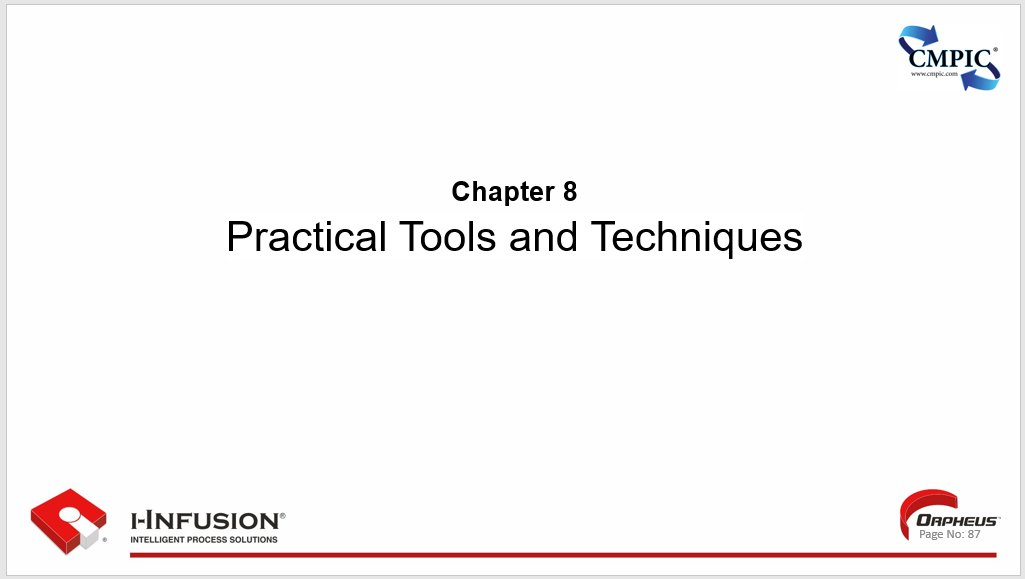 CMPIC®
www.cmpic.com
Chapter 8
Practical Tools and Techniques
I-INFUSION®
INTELLIGENT PROCESS SOLUTIONS
®
ORPHEUS™
Page No: 87